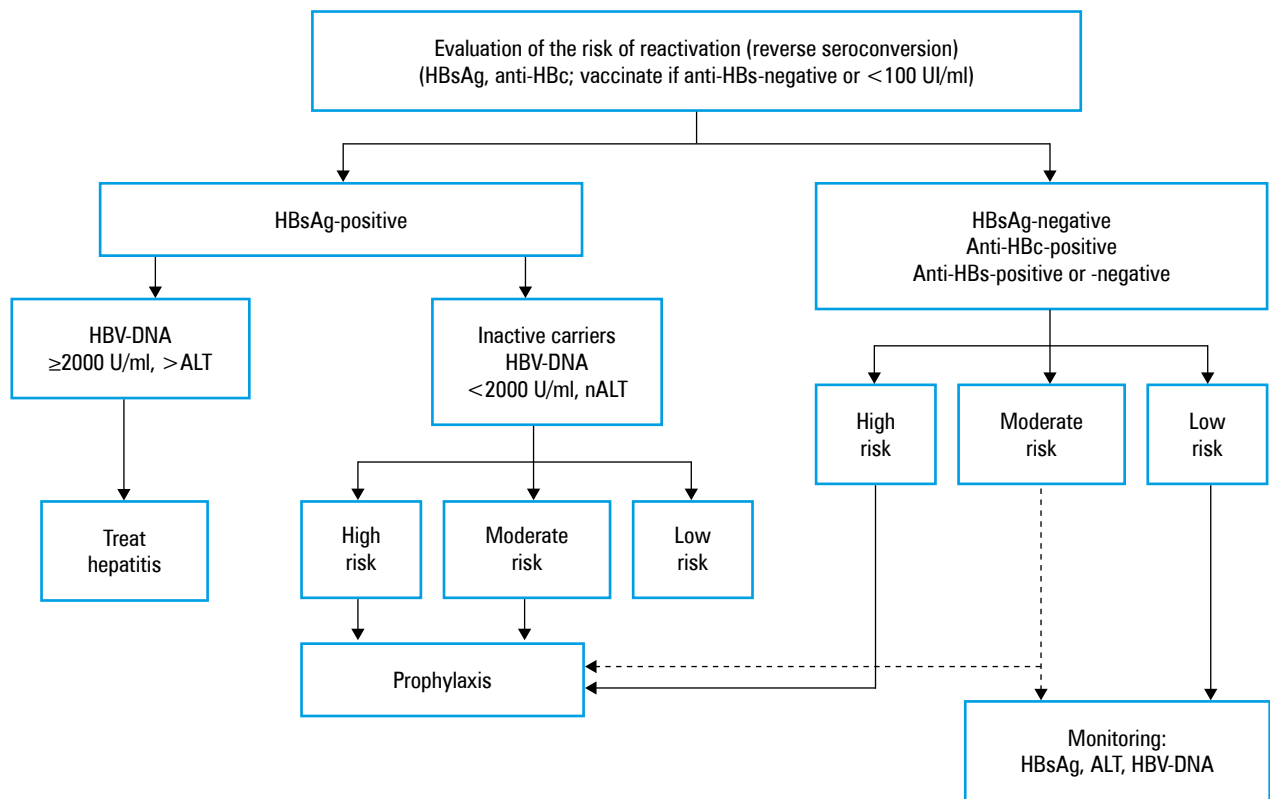 Evaluation of the risk of reactivation (reverse seroconversion)
(HBsAg, anti-HBc; vaccinate if anti-HBs-negative or <100 UI/ml)
HBsAg-positive
HBsAg-negative
Anti-HBc-positive
Anti-HBs-positive or -negative
HBV-DNA
≥2000 U/ml, >ALT
Inactive carriers
HBV-DNA
<2000 U/ml, nALT
High
risk
Moderate
risk
Low
risk
Treat
hepatitis
High
risk
Moderate
risk
Low
risk
Prophylaxis
Monitoring:
HBsAg, ALT, HBV-DNA